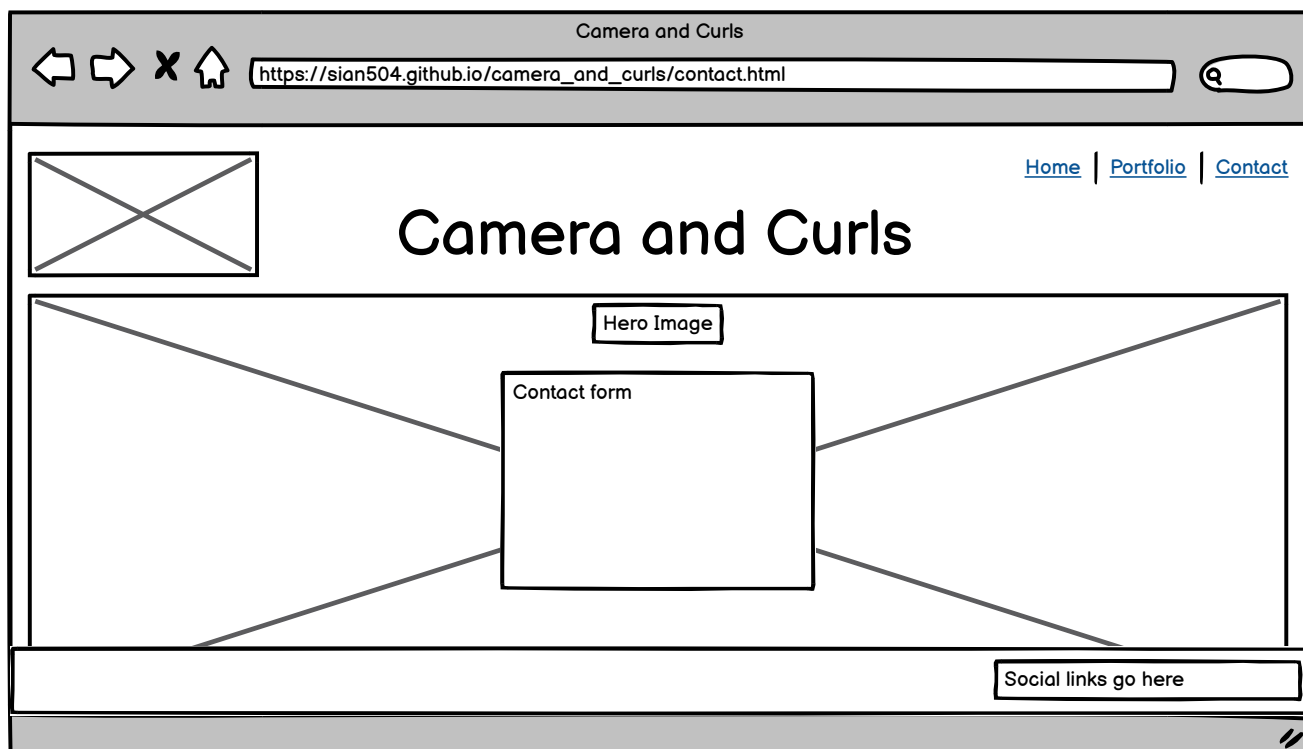 Camera and Curls
https://sian504.github.io/camera_and_curls/contact.html
Home | Portfolio | Contact
Camera and Curls
Hero Image
Contact form
Social links go here